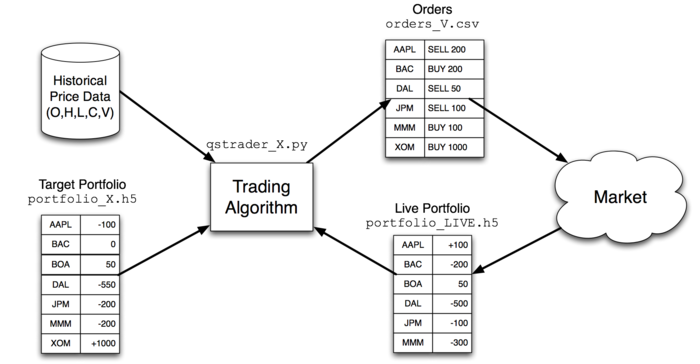 Orders
orders_V.csv
AAPL SELL 200
BAC BUY 200
DAL SELL 50
JPM SELL 100
MMM BUY 100
XOM BUY 1000
Historical
Price Data
(O,H,L,C,V)
qstrader_X.py
Trading
Algorithm
Market
Target Portfolio
portfolio_X.h5
AAPL -100
BAC 0
BOA 50
DAL -550
JPM -200
MMM -200
XOM +1000
Live Portfolio
portfolio_LIVE.h5
AAPL +100
BAC -200
BOA 50
DAL -500
JPM -100
MMM -300